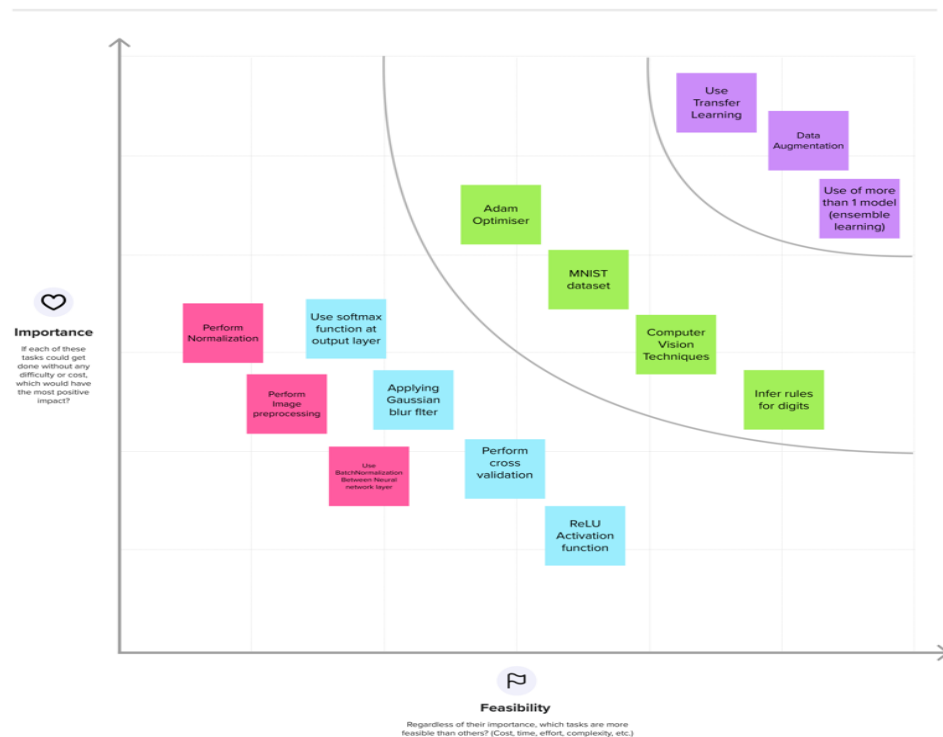 Use
Transfer
Learning
Data
Augmentation
Use of more
than 1 model
(ensemble
learning)
Adam
Optimiser
MNIST
dataset
Computer
Vision
Techniques
Infer rules
for digits
Perform
Normalization
Use softmax
function at
output layer
Perform
Image
preprocessing
Applying
Gaussian
blur flter
Use
BatchNormalization
Between Neural
network layer
Perform
cross
validation
ReLU
Activation
function
Importance
If each of these
tasks could get
done without any
difficulty or cost,
which would have
the most positive
impact?
Feasibility
Regardless of their importance, which tasks are more
feasible than others? (Cost, time, effort, complexity, etc.)